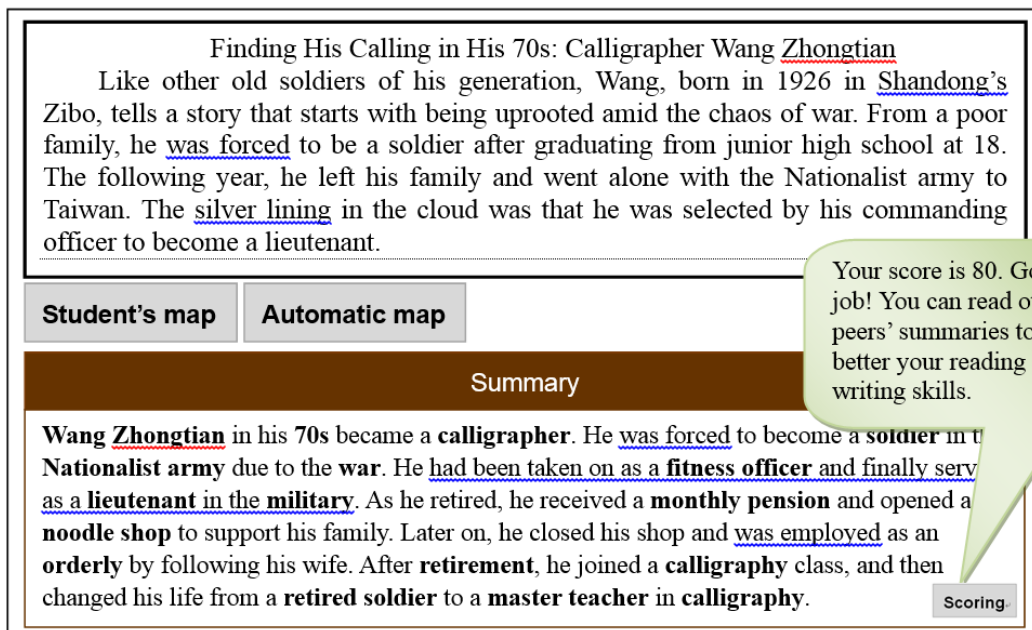 Finding His Calling in His 70s: Calligrapher Wang Zhongtian
Like other old soldiers of his generation, Wang, born in 1926 in Shandong's
Zibo, tells a story that starts with being uprooted amid the chaos of war. From a poor
family, he was forced to be a soldier after graduating from junior high school at 18.
The following year, he left his family and went alone with the Nationalist army to
Taiwan. The silver lining in the cloud was that he was selected by his commanding
officer to become a lieutenant.
Student's map
Automatic map
Your score is 80.
job! You can read
peers' summaries to
better your reading
writing skills.
Summary
Wang Zhongtian in his 70s became a calligrapher. He was forced to become a soldier in
Nationalist army due to the war. He had been taken on as a fitness officer and finally
as a lieutenant in the military. As he retired, he received a monthly pension and opened a
noodle shop to support his family. Later on, he closed his shop and was employed as an
orderly by following his wife. After retirement, he joined a calligraphy class, and then
changed his life from a retired soldier to a master teacher in calligraphy.
Scoring